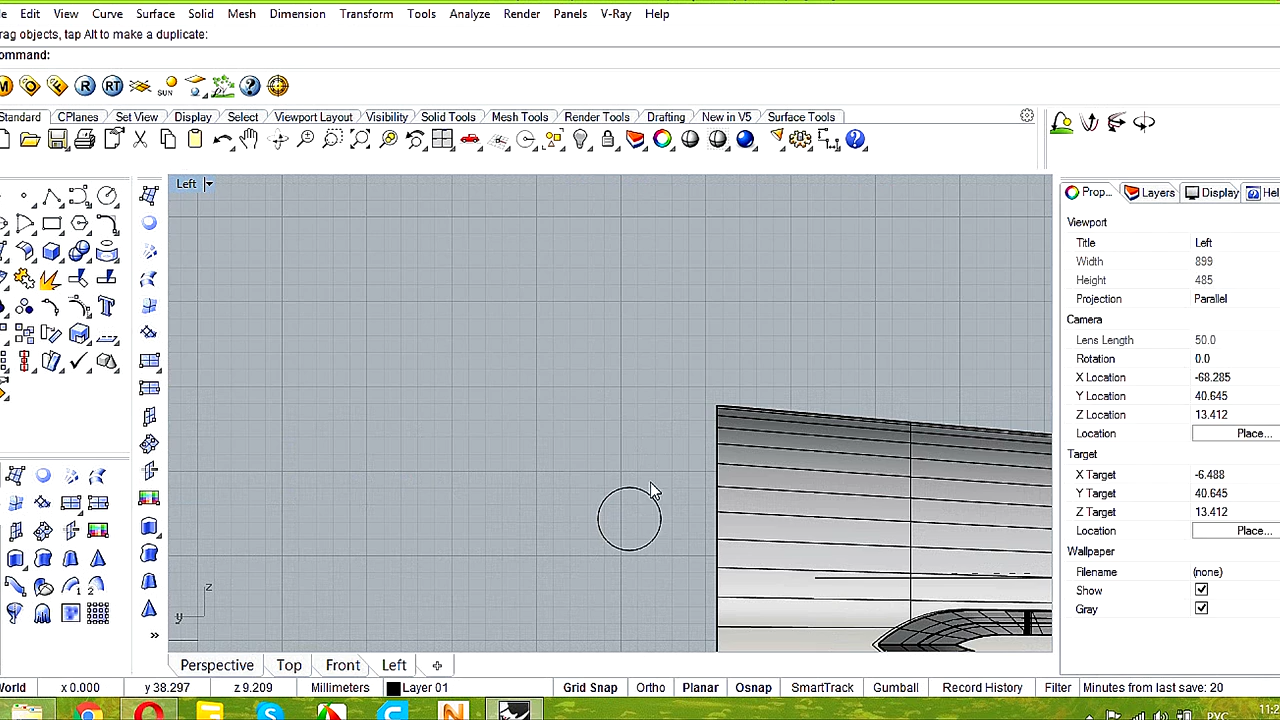 Edit View Curve Surface Solid Mesh Dimension Transform Tools Analyze Render Panels V-Ray Help
rag objects, tap Alt to make a duplicate:
ommand:
M R RT SUN
Standard CPlanes Set View Display Select Viewport Layout Visibility Solid Tools Mesh Tools Render Tools Drafting New in V5 Surface Tools
Left
Prop... Layers Display Hel
Viewport
Title Left
Width 899
Height 485
Projection Parallel
Camera
Lens Length 50.0
Rotation 0.0
X Location -68.285
Y Location 40.645
Z Location 13.412
Location Place...
Target
X Target -6.488
Y Target 40.645
Z Target 13.412
Location Place...
Wallpaper
Filename (none)
Show
Gray
z
y
Perspective Top Front Left
World x 0.000 y 38.297 z 9.209 Millimeters Layer 01 Grid Snap Ortho Planar Osnap SmartTrack Gumball Record History Filter Minutes from last save: 20
РУС 11:2